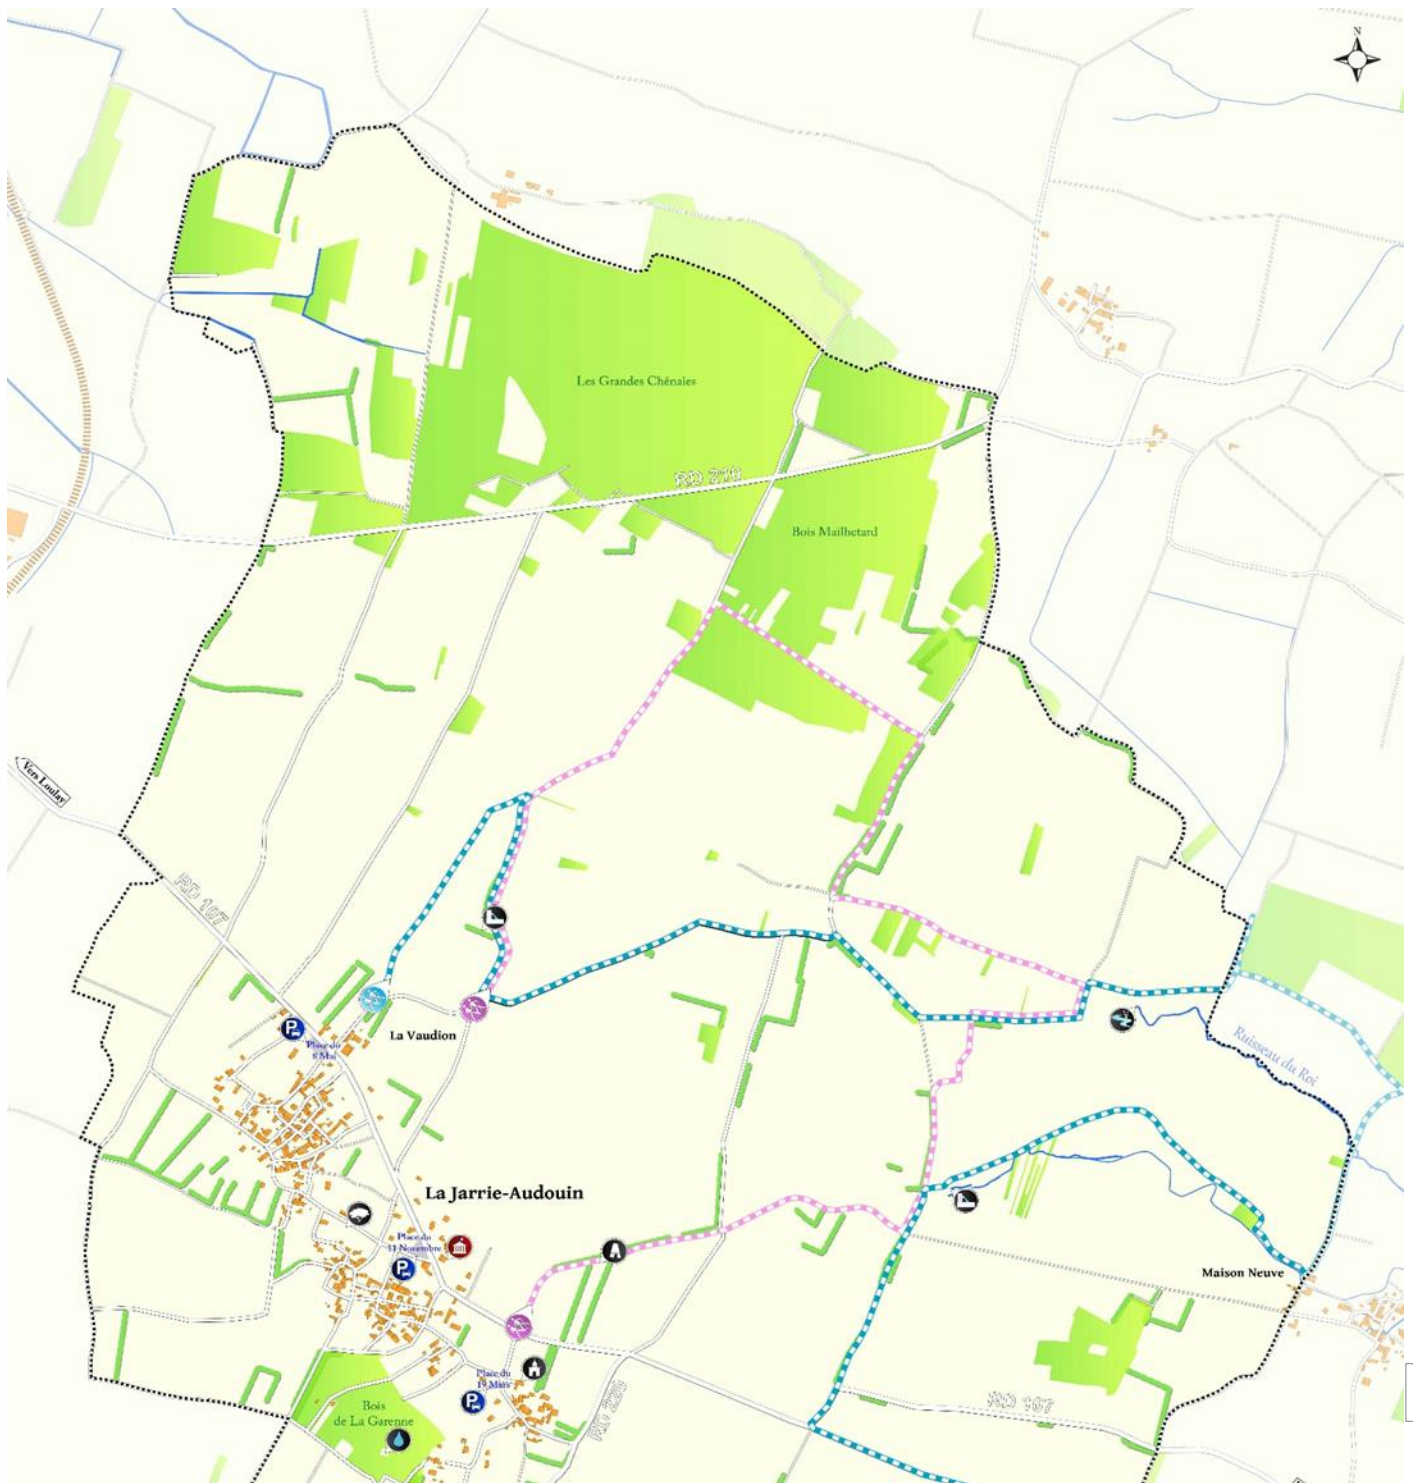 N
Les Grandes Chênaies
RD 219
Bois Mailhetard
Vers Loulay
RD 107
La Vaudion
Place du
8 Mai
Ruisseau du Roi
La Jarrie-Audouin
Place du
11 Novembre
Maison Neuve
Place du
19 Mars
RD 220
RD 107
Bois
de La Garenne